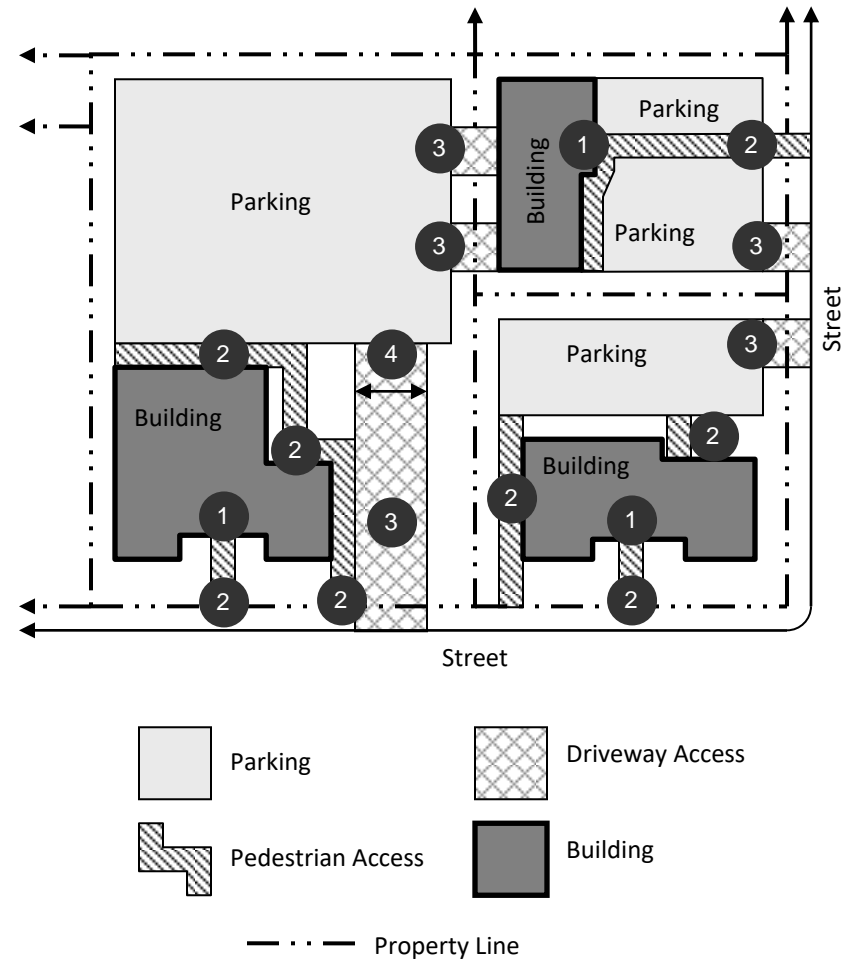 Parking
3
1
2
Building
Parking
3
Parking
3
3
Street
2
4
Parking
3
Building
2
2
Building
2
1
3
1
2
2
2
Street
Parking
Driveway Access
Pedestrian Access
Building
Property Line